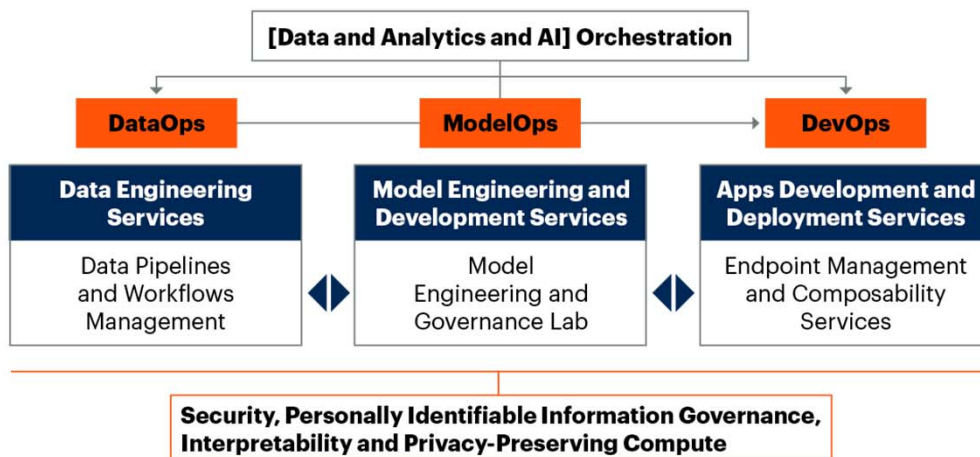 [Data and Analytics and AI] Orchestration
DataOps
ModelOps
DevOps
Data Engineering
Services
Data Pipelines
and Workflows
Management
Model Engineering and
Development Services
Model
Engineering and
Governance Lab
Apps Development and
Deployment Services
Endpoint Management
and Composability
Services
Security, Personally Identifiable Information Governance,
Interpretability and Privacy-Preserving Compute